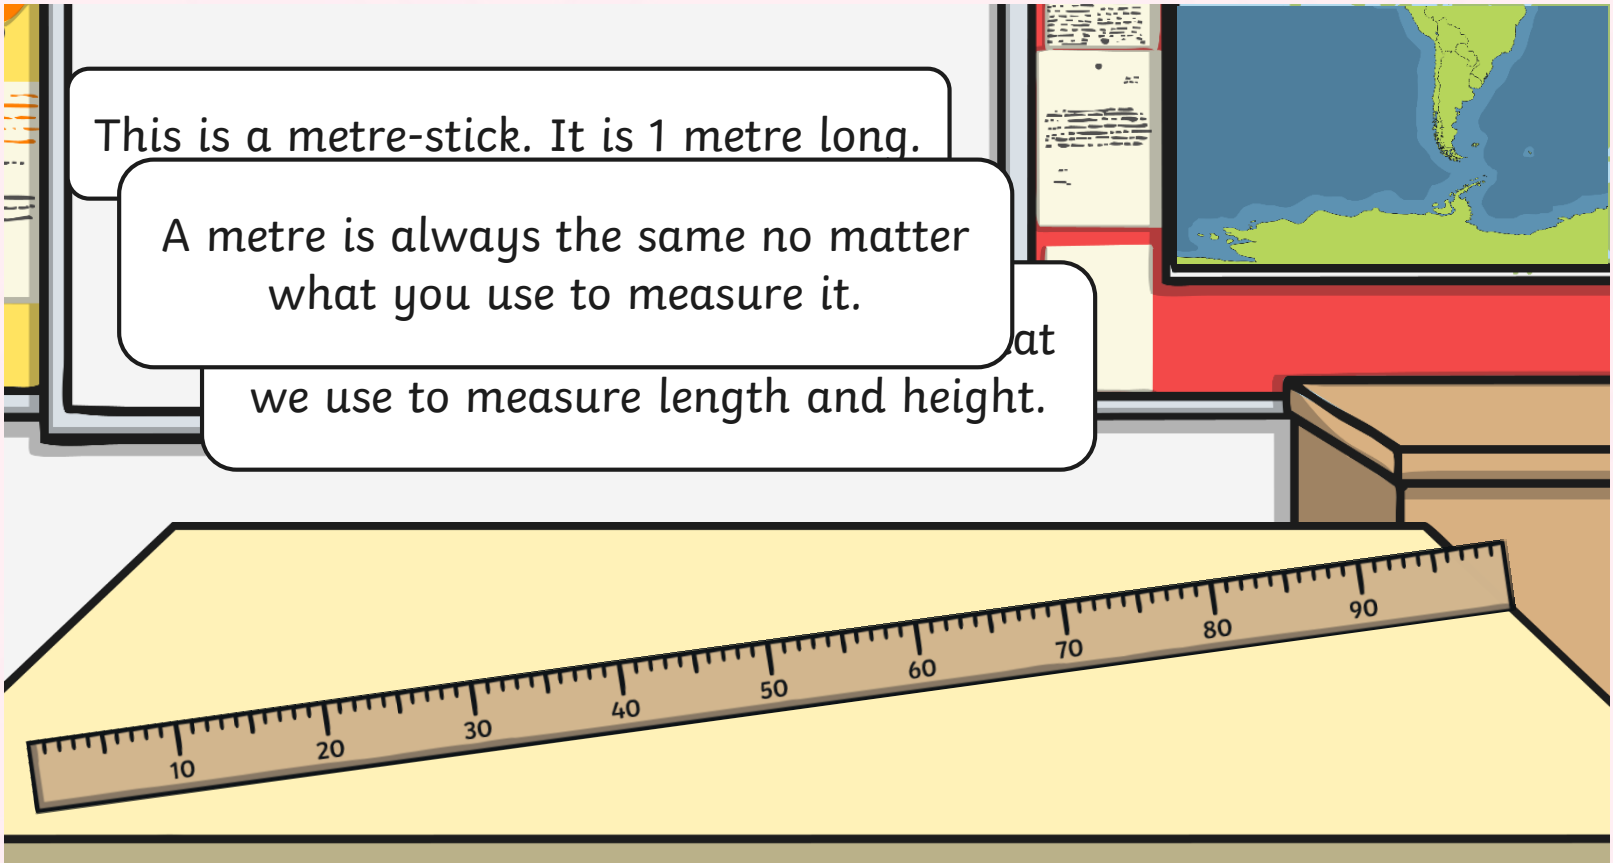 This is a metre-stick. It is 1 metre long.
A metre is always the same no matter
what you use to measure it.
we use to measure length and height.
10 20 30 40 50 60 70 80 90